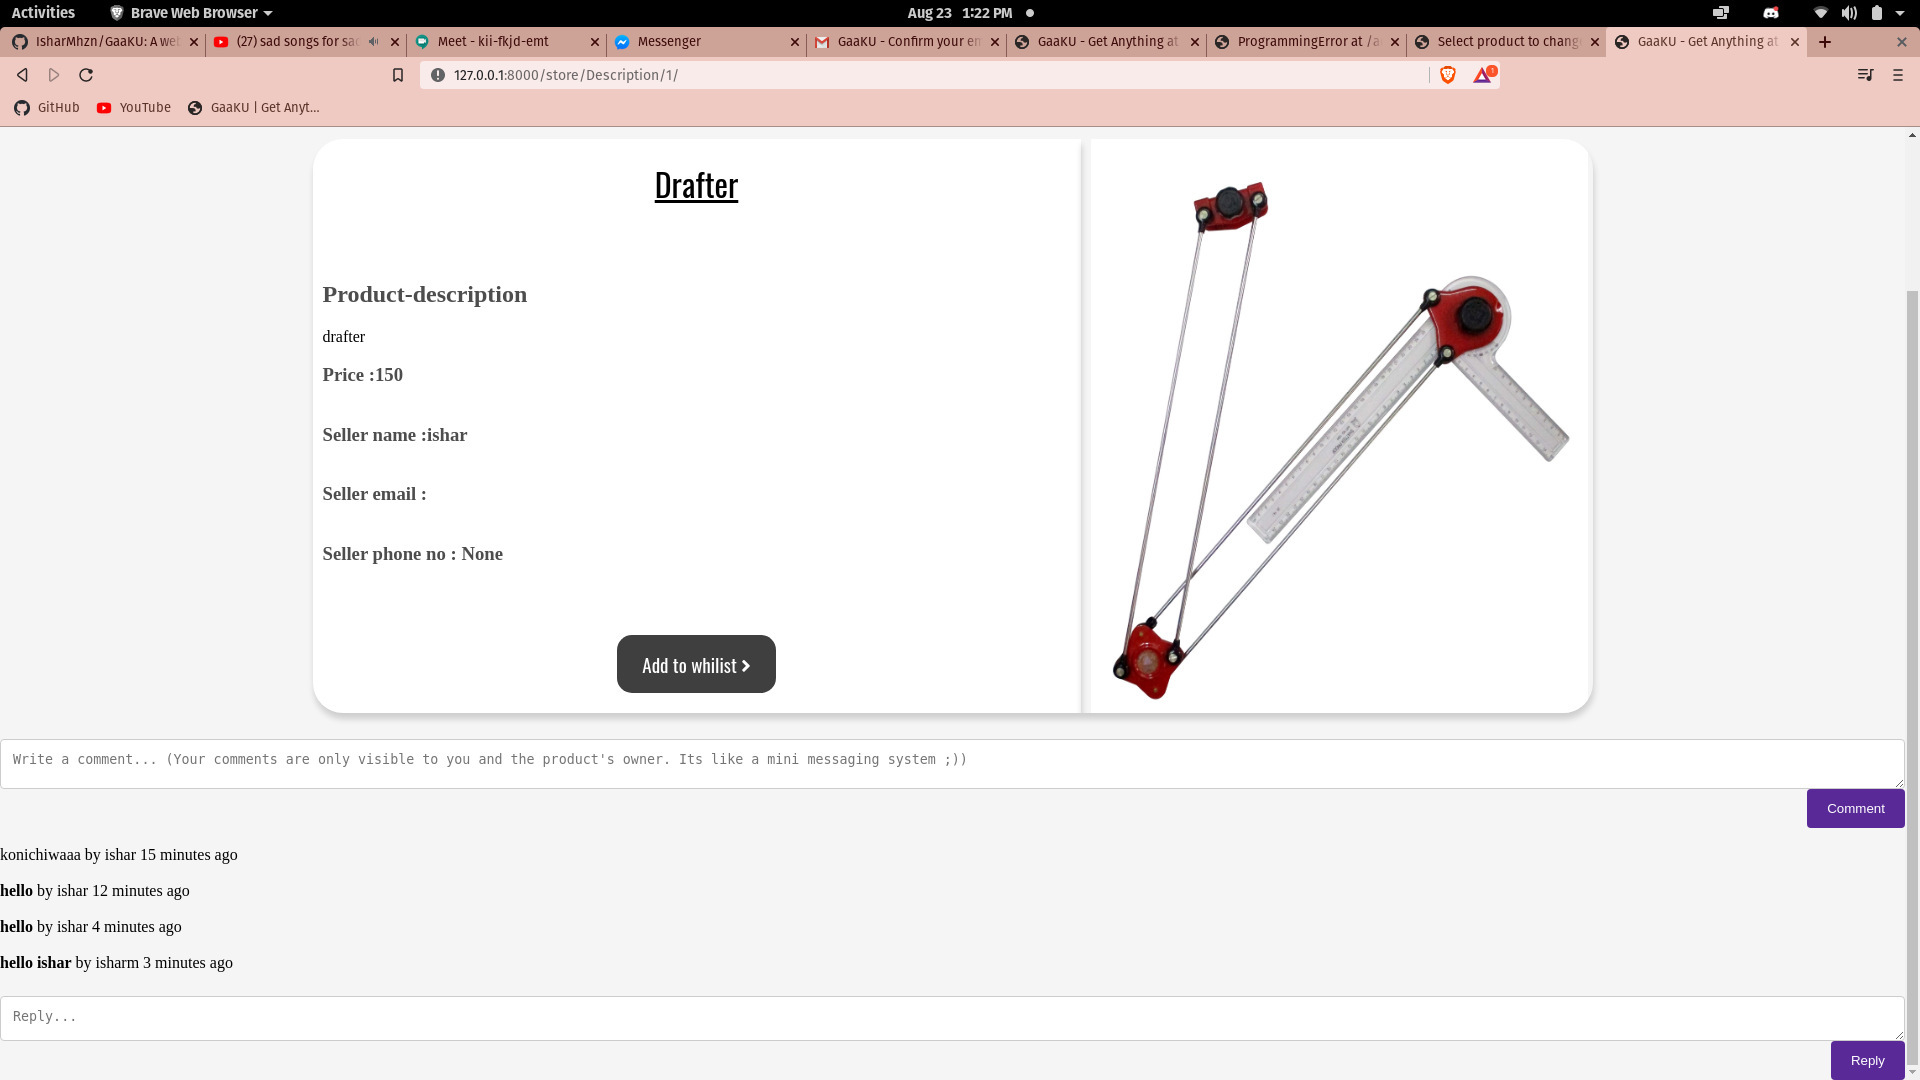 Activities Brave Web Browser Aug 23 1:22 PM
IsharMhzn/GaaKU: A web (27) sad songs for sad Meet - kii-fkjd-emt Messenger GaaKU - Confirm your em GaaKU - Get Anything at ProgrammingError at /a Select product to change GaaKU - Get Anything at
127.0.0.1:8000/store/Description/1/ 1
GitHub YouTube GaaKU | Get Anyt...
Drafter
Product-description
drafter
Price :150
Seller name :ishar
Seller email :
Seller phone no : None
Add to whilist
Write a comment... (Your comments are only visible to you and the product's owner. Its like a mini messaging system ;))
Comment
konichiwaaa by ishar 15 minutes ago
hello by ishar 12 minutes ago
hello by ishar 4 minutes ago
hello ishar by isharm 3 minutes ago
Reply...
Reply